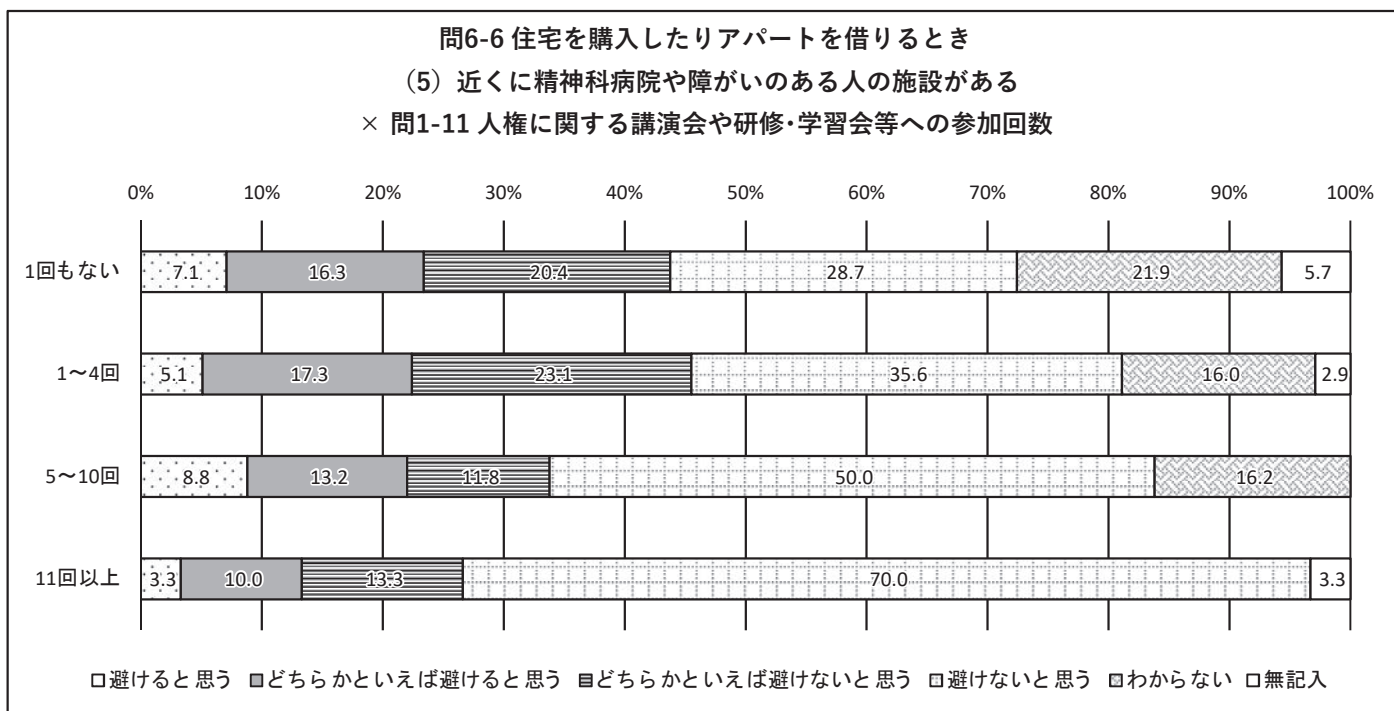 問6-6 住宅を購入したりアパートを借りるとき
（5）近くに精神科病院や障がいのある人の施設がある
× 問1-11 人権に関する講演会や研修・学習会等への参加回数
0% 10% 20% 30% 40% 50% 60% 70% 80% 90% 100%
1回もない 7.1 16.3 20.4 28.7 21.9 5.7
1〜4回 5.1 17.3 23.1 35.6 16.0 2.9
5〜10回 8.8 13.2 11.8 50.0 16.2
11回以上 3.3 10.0 13.3 70.0 3.3
避けると思う どちらかといえば避けると思う どちらかといえば避けないと思う 避けないと思う わからない 無記入